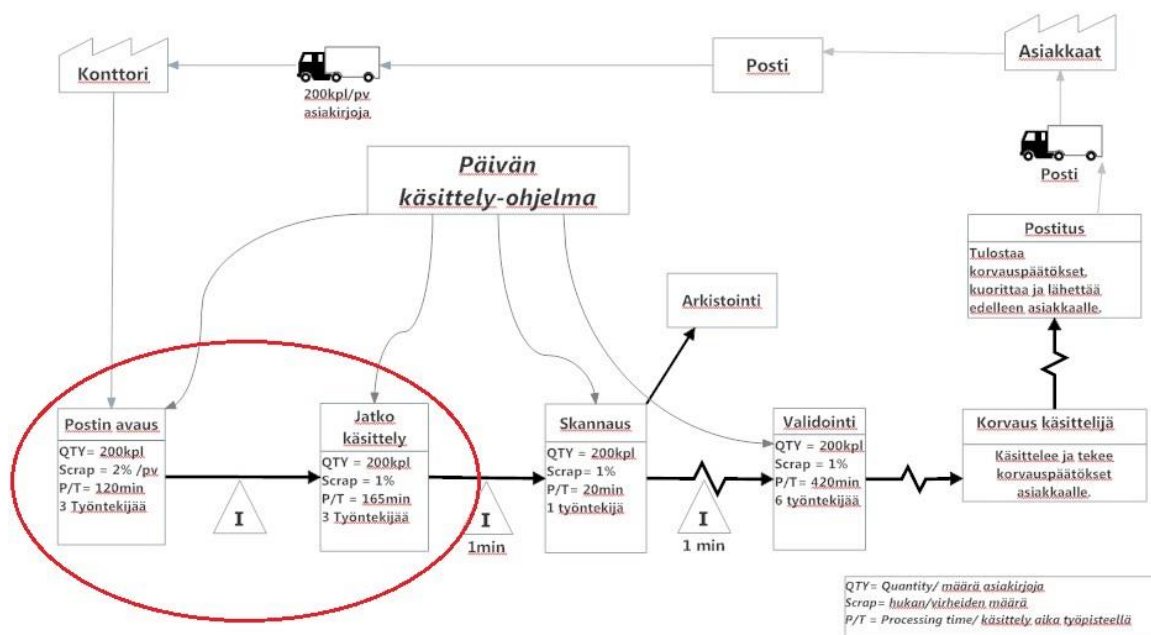 Konttori
200kpl/pv
asiakirjoja
Posti
Asiakkaat
Posti
Päivän
käsittely-ohjelma
Postitus
Tulostaa
korvauspäätökset,
kuorittaa ja lähettää
edelleen asiakkaalle.
Arkistointi
Postin avaus
QTY= 200kpl
Scrap = 2% /pv
P/T= 120min
3 Työntekijää
I
Jatko
käsittely
QTY = 200kpl
Scrap = 1%
P/T = 165min
3 Työntekijää
I
1min
Skannaus
QTY = 200kpl
Scrap= 1%
P/T= 20min
1 työntekijä
I
1 min
Validointi
QTY = 200kpl
Scrap = 1%
P/T= 420min
6 työntekijää
Korvaus käsittelijä
Käsittelee ja tekee
korvauspäätökset
asiakkaalle.
QTY= Quantity/ määrä asiakirjoja
Scrap= hukan/virheiden määrä
P/T = Processing time/ käsittely aika työpisteellä